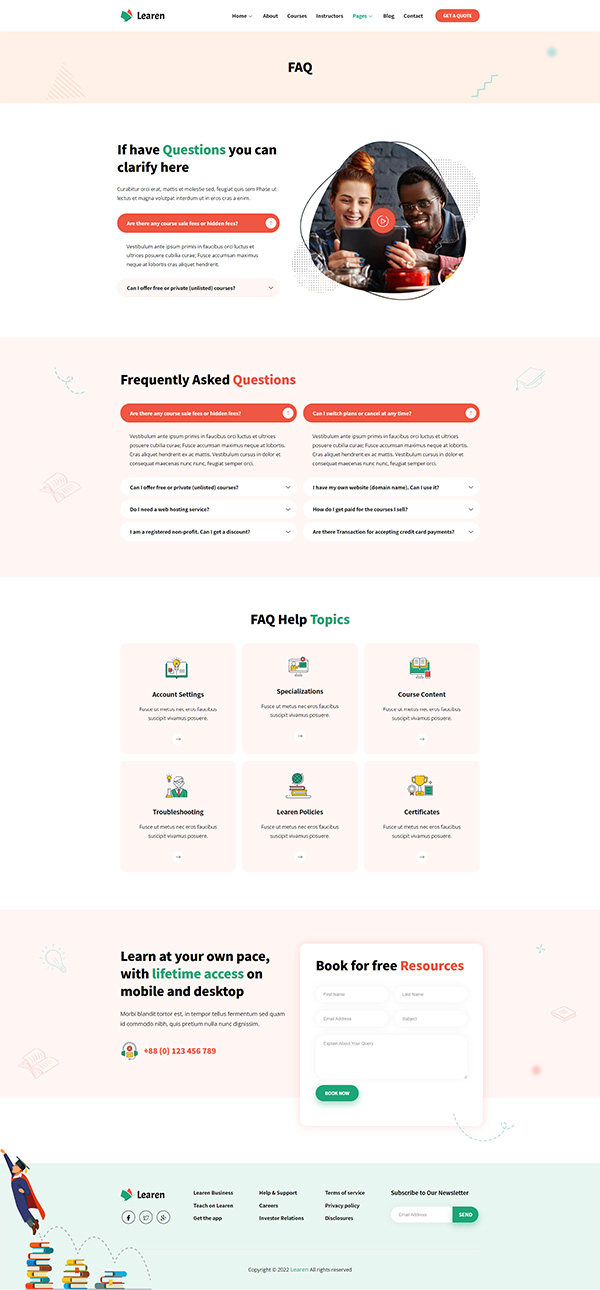 Learen
Home
About
Courses
Instructors
Pages
Blog
Contact
GET A QUOTE
FAQ
If have Questions you can
clarify here
Curabitur orci erat, mattis et molestie sed, feugiat quis sem Phase ut
lectus et magna volutpat interdum ut in eros cras a enim.
Are there any course sale fees or hidden fees?
Vestibulum ante ipsum primis in faucibus orci luctus et
ultrices posuere cubilia curae; Fusce accumsan maximus
neque at lobortis cras aliquet hendrerit.
Can I offer free or private (unlisted) courses?
Frequently Asked Questions
Are there any course sale fees or hidden fees?
Vestibulum ante ipsum primis in faucibus orci luctus et ultrices
posuere cubilia curae; Fusce accumsan maximus neque at lobortis.
Cras aliquet hendrerit ex ac mattis. Vestibulum cursus in dolor et
consequat maecenas nunc nunc, feugiat semper orci.
Can I offer free or private (unlisted) courses?
Do I need a web hosting service?
I am a registered non-profit. Can I get a discount?
Can I switch plans or cancel at any time?
Vestibulum ante ipsum primis in faucibus orci luctus et ultrices
posuere cubilia curae; Fusce accumsan maximus neque at lobortis.
Cras aliquet hendrerit ex ac mattis. Vestibulum cursus in dolor et
consequat maecenas nunc nunc, feugiat semper orci.
I have my own website (domain name), Can I use it?
How do I get paid for the courses I sell?
Are there Transaction for accepting credit card payments?
FAQ Help Topics
Account Settings
Fusce ut metus nec eros faucibus
suscipit vivamus posuere.
Specializations
Fusce ut metus nec eros faucibus
suscipit vivamus posuere.
Course Content
Fusce ut metus nec eros faucibus
suscipit vivamus posuere.
Troubleshooting
Fusce ut metus nec eros faucibus
suscipit vivamus posuere.
Learen Policies
Fusce ut metus nec eros faucibus
suscipit vivamus posuere.
Certificates
Fusce ut metus nec eros faucibus
suscipit vivamus posuere.
Learn at your own pace,
with lifetime access on
mobile and desktop
Morbi blandit tortor est, in tempor tellus fermentum sed quam
id commodo nibh, quis pretium nulla nunc dignissim.
+88 (0) 123 456 789
Book for free Resources
First Name
Last Name
Email Address
Subject
Explain About Your Query
BOOK NOW
Learen
Learen Business
Teach on Learen
Get the app
Help & Support
Careers
Investor Relations
Terms of service
Privacy policy
Disclosures
Subscribe to Our Newsletter
Email Address
SEND
Copyright © 2022 Learen All rights reserved